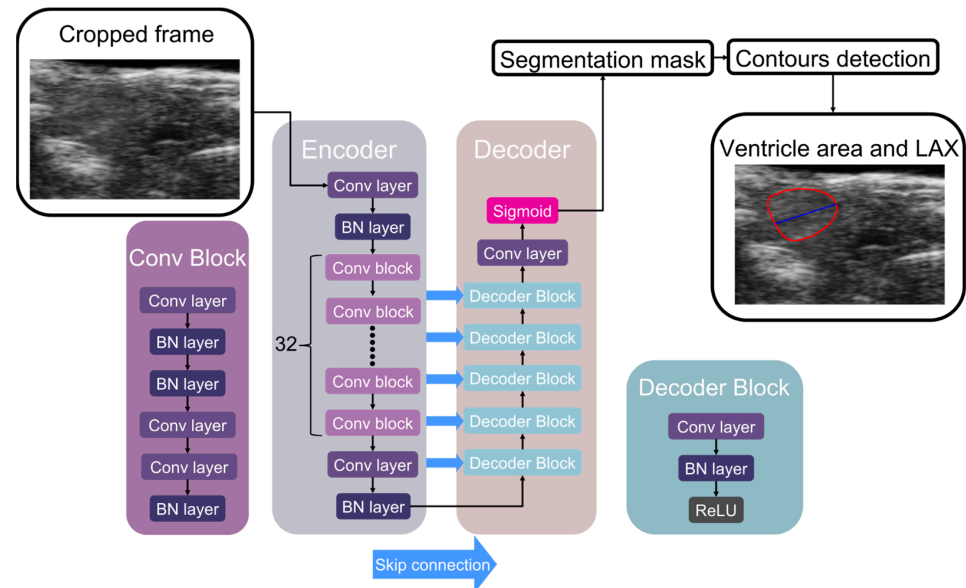 Cropped frame
Segmentation mask
Contours detection
Ventricle area and LAX
Encoder
Conv layer
BN layer
Conv block
Conv block
32
Conv block
Conv block
Conv layer
BN layer
Decoder
Sigmoid
Conv layer
Decoder Block
Decoder Block
Decoder Block
Decoder Block
Decoder Block
Conv Block
Conv layer
BN layer
BN layer
Conv layer
Conv layer
BN layer
Decoder Block
Conv layer
BN layer
ReLU
Skip connection